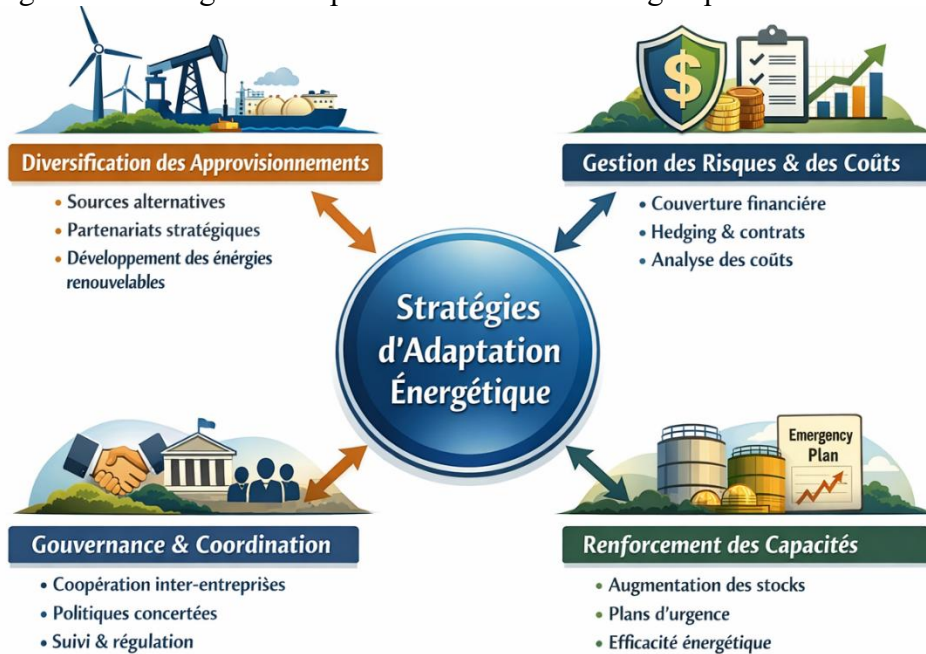 Diversification des Approvisionnements
• Sources alternatives
• Partenariats stratégiques
• Développement des énérgies
renouvelables
$
Gestion des Risques & des Coûts
• Couverture financiére
• Hedging & contrats
• Analyse des coûts
Stratégies
d'Adaptation
Énergétique
Gouvernance & Coordination
• Coopération inter-entreprises
• Politiques concertées
• Suivi & régulation
Emergency
Plan
Renforcement des Capacités
• Augmentation des stocks
• Plans d'urgence
• Efficacité énergétique